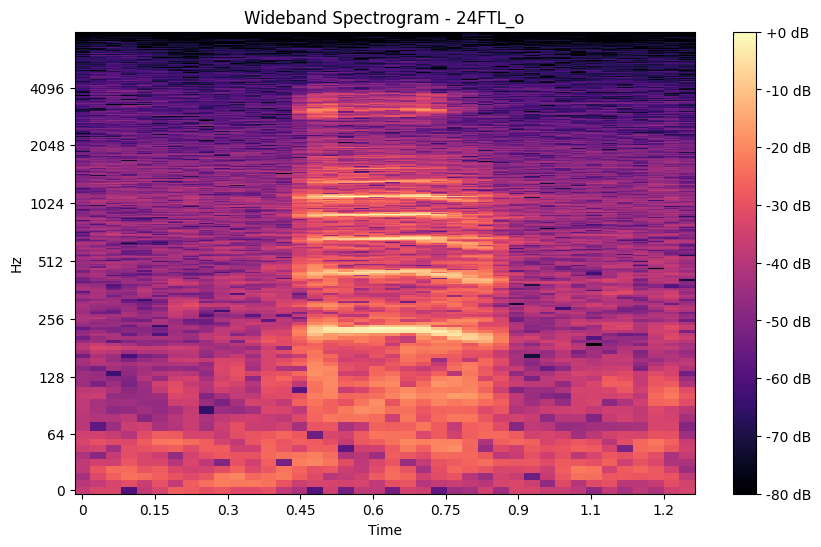 Wideband Spectrogram - 24FTL_o
Hz
4096
2048
1024
512
256
128
64
0
0 0.15 0.3 0.45 0.6 0.75 0.9 1.1 1.2
Time
+0 dB
-10 dB
-20 dB
-30 dB
-40 dB
-50 dB
-60 dB
-70 dB
-80 dB